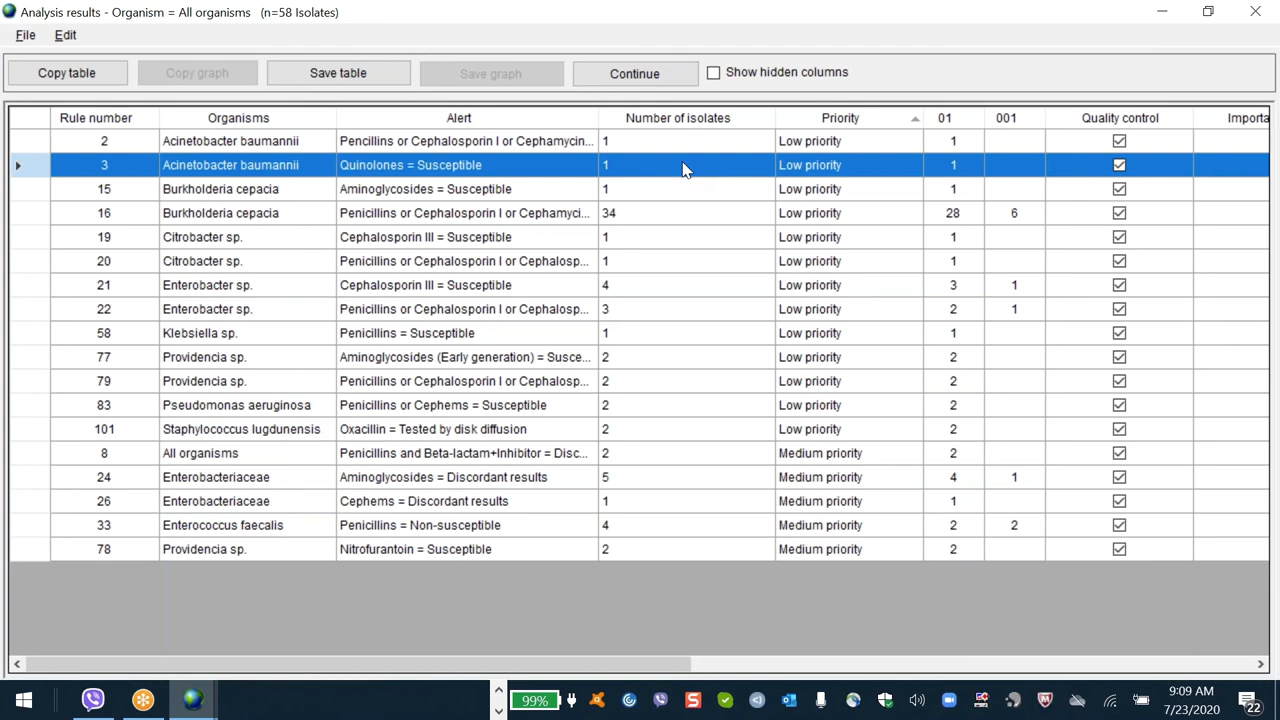 Analysis results - Organism = All organisms (n=58 Isolates)
File Edit
Copy table Copy graph Save table Save graph Continue Show hidden columns
Rule number Organisms Alert Number of isolates Priority 01 001 Quality control Importa
2 Acinetobacter baumannii Pencillins or Cephalosporin I or Cephamycin... 1 Low priority 1
3 Acinetobacter baumannii Quinolones = Susceptible 1 Low priority 1
15 Burkholderia cepacia Aminoglycosides = Susceptible 1 Low priority 1
16 Burkholderia cepacia Penicillins or Cephalosporin I or Cephamyci... 34 Low priority 28 6
19 Citrobacter sp. Cephalosporin III = Susceptible 1 Low priority 1
20 Citrobacter sp. Penicillins or Cephalosporin I or Cephalosp... 1 Low priority 1
21 Enterobacter sp. Cephalosporin III = Susceptible 4 Low priority 3 1
22 Enterobacter sp. Penicillins or Cephalosporin I or Cephalosp... 3 Low priority 2 1
58 Klebsiella sp. Penicillins = Susceptible 1 Low priority 1
77 Providencia sp. Aminoglycosides (Early generation) = Susce... 2 Low priority 2
79 Providencia sp. Penicillins or Cephalosporin I or Cephalosp... 2 Low priority 2
83 Pseudomonas aeruginosa Penicillins or Cephems = Susceptible 2 Low priority 2
101 Staphylococcus lugdunensis Oxacillin = Tested by disk diffusion 2 Low priority 2
8 All organisms Penicillins and Beta-lactam+Inhibitor = Disc... 2 Medium priority 2
24 Enterobacteriaceae Aminoglycosides = Discordant results 5 Medium priority 4 1
26 Enterobacteriaceae Cephems = Discordant results 1 Medium priority 1
33 Enterococcus faecalis Penicillins = Non-susceptible 4 Medium priority 2 2
78 Providencia sp. Nitrofurantoin = Susceptible 2 Medium priority 2
99% 9:09 AM
7/23/2020 22